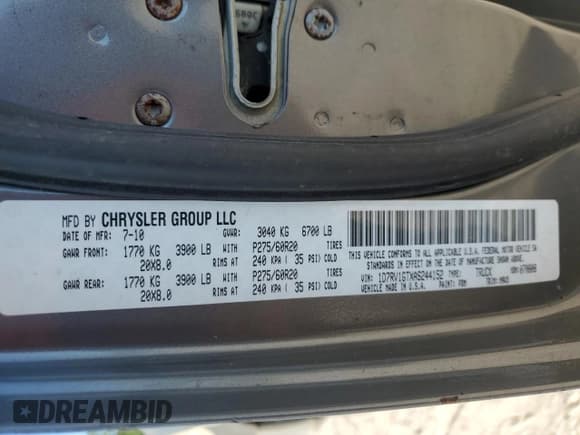 MFD BY CHRYSLER GROUP LLC
DATE OF MFR: 7-10 GVWR: 3040 KG 6700 LB
GAWR FRONT: 1770 KG 3900 LB WITH P275/60R20 TIRES
20X8.0 RIMS AT 240 KPA ( 35 PSI) COLD
GAWR REAR: 1770 KG 3900 LB WITH P275/60R20 TIRES
20X8.0 RIMS AT 240 KPA ( 35 PSI) COLD
THIS VEHICLE CONFORMS TO ALL APPLICABLE U.S.A. FEDERAL MOTOR VEHICLE SAFETY
STANDARDS IN EFFECT ON THE DATE OF MANUFACTURE SHOWN ABOVE.
VIN: TYPE: TRUCK
VEHICLE MADE IN U.S.A. PAINT: TRIM:
DREAMBID